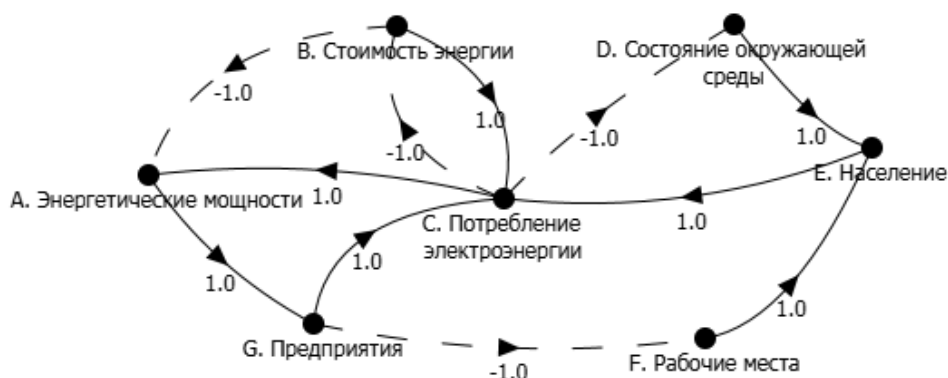 B. Стоимость энергии
D. Состояние окружающей
среды
-1.0
1.0
-1.0
-1.0
1.0
A. Энергетические мощности
1.0
E. Население
C. Потребление
электроэнергии
1.0
1.0
1.0
1.0
G. Предприятия
F. Рабочие места
-1.0